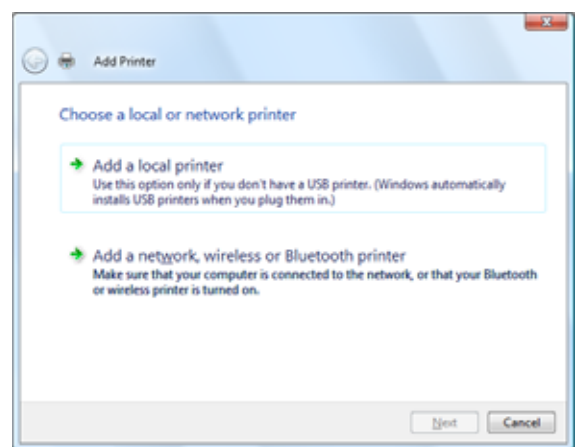 Add Printer
Choose a local or network printer
Add a local printer
Use this option only if you don't have a USB printer. (Windows automatically
installs USB printers when you plug them in.)
Add a network, wireless or Bluetooth printer
Make sure that your computer is connected to the network, or that your Bluetooth
or wireless printer is turned on.
Next Cancel